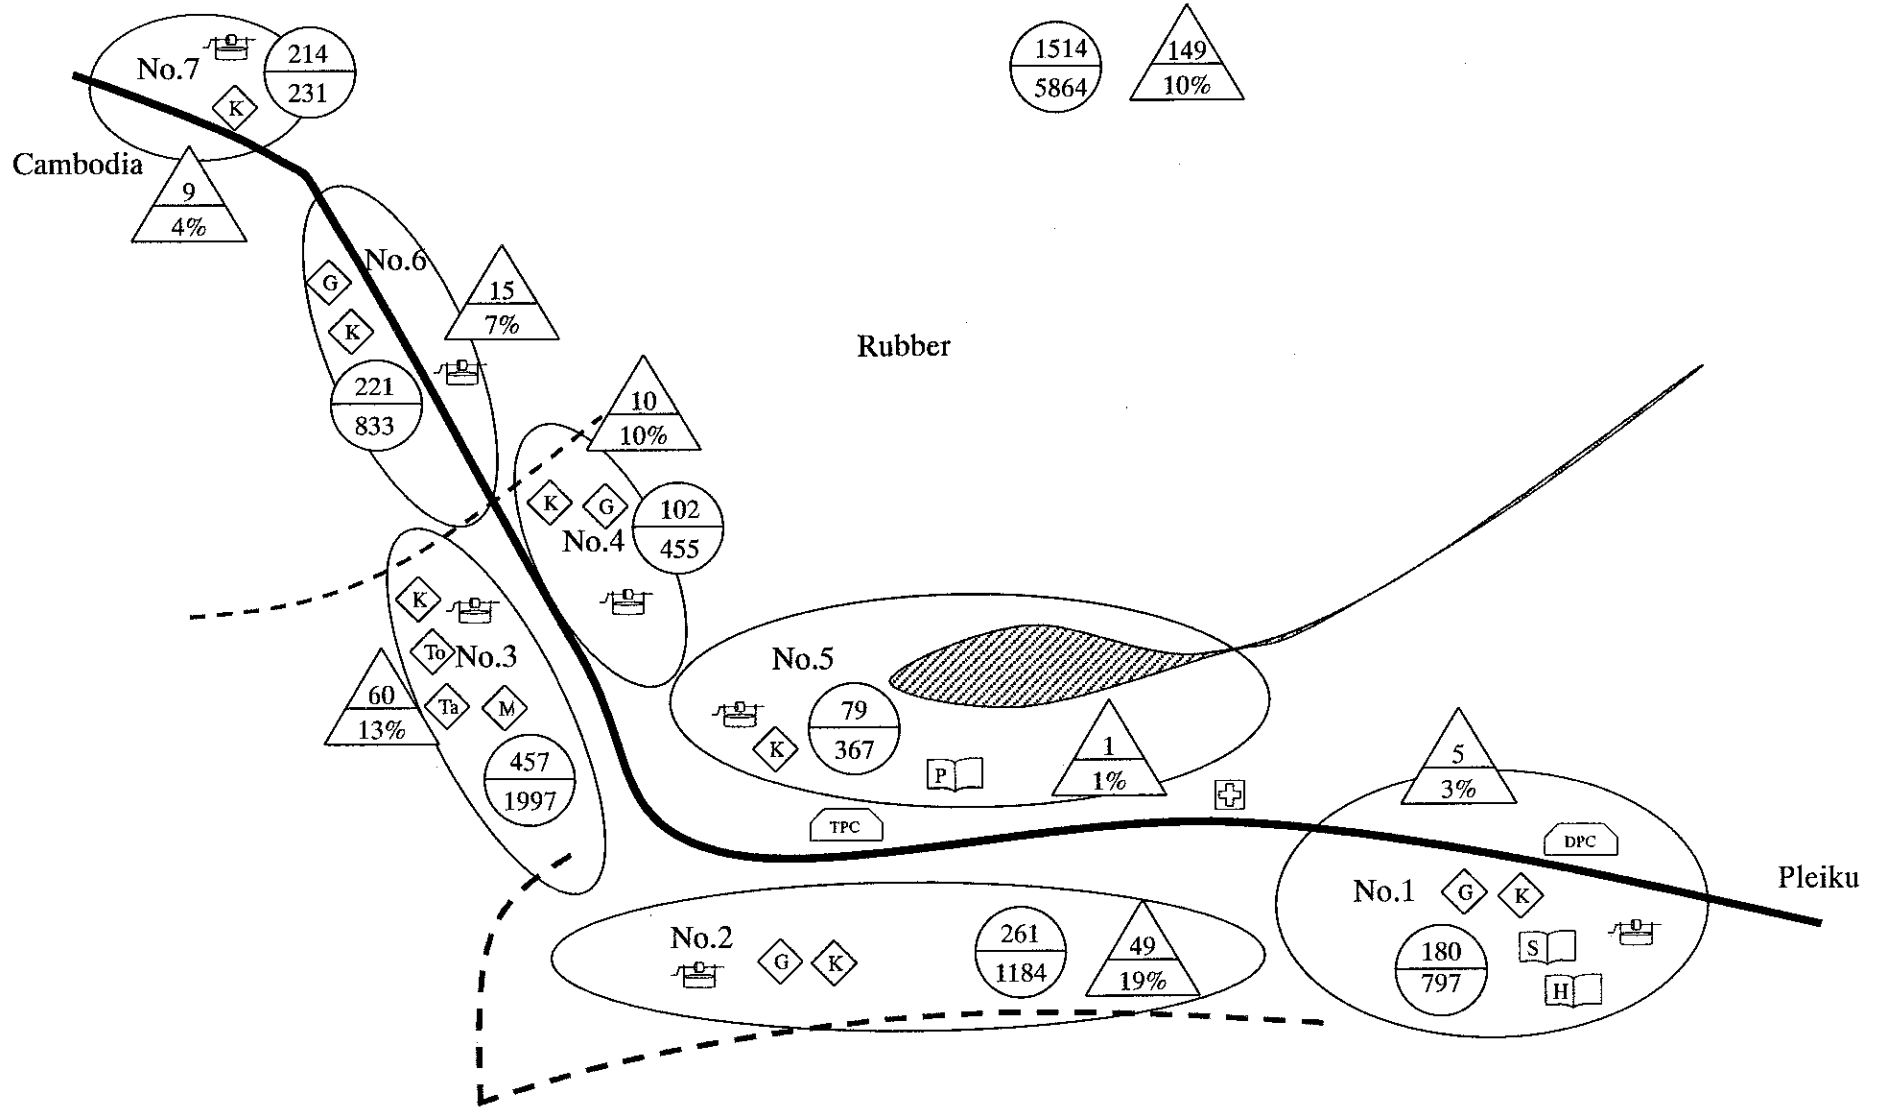 214
No.7
231
K
Cambodia
9
4%
1514
5864
149
10%
No.6
G
K
15
7%
221
833
Rubber
10
10%
K
G
No.4
102
455
K
To
No.3
Ta
M
60
13%
457
1997
No.5
79
367
K
P
1
1%
TPC
5
3%
DPC
Pleiku
No.1
G
K
180
797
S
H
No.2
G
K
261
1184
49
19%